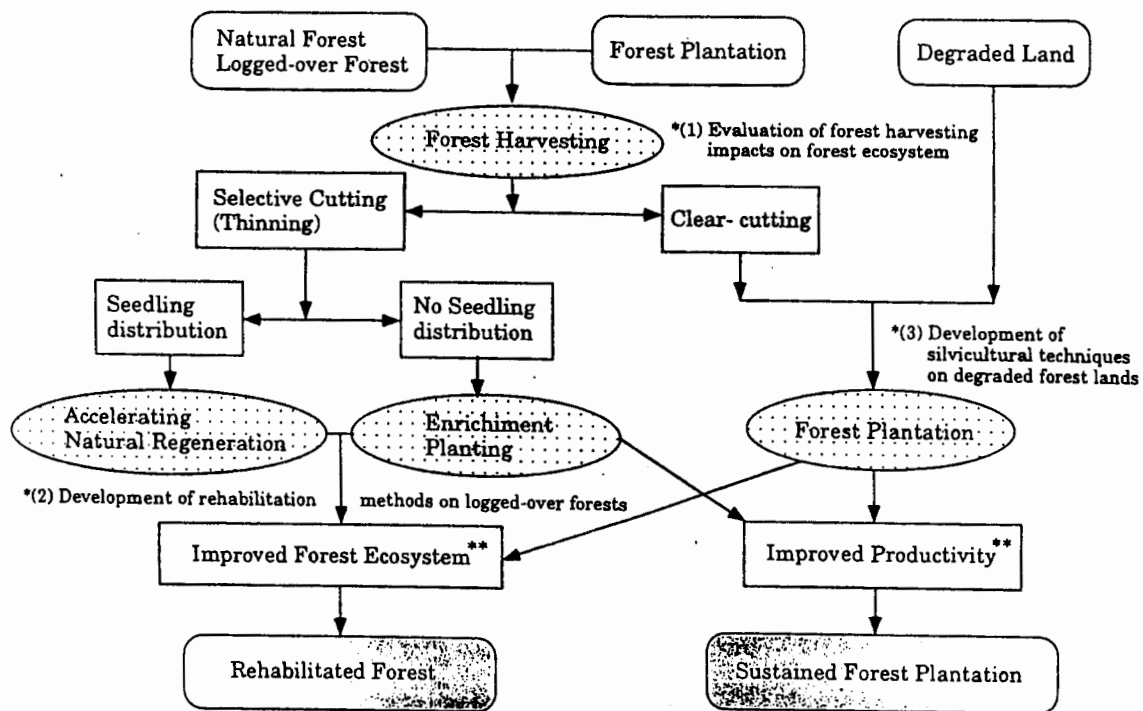 Natural Forest
Logged-over Forest
Forest Plantation
Degraded Land
Forest Harvesting
*(1) Evaluation of forest harvesting
impacts on forest ecosystem
Selective Cutting
(Thinning)
Clear- cutting
Seedling
distribution
No Seedling
distribution
*(3) Development of
silvicultural techniques
on degraded forest lands
Accelerating
Natural Regeneration
Enrichiment
Planting
Forest Plantation
*(2) Development of rehabilitation methods on logged-over forests
Improved Forest Ecosystem**
Improved Productivity**
Rehabilitated Forest
Sustained Forest Plantation